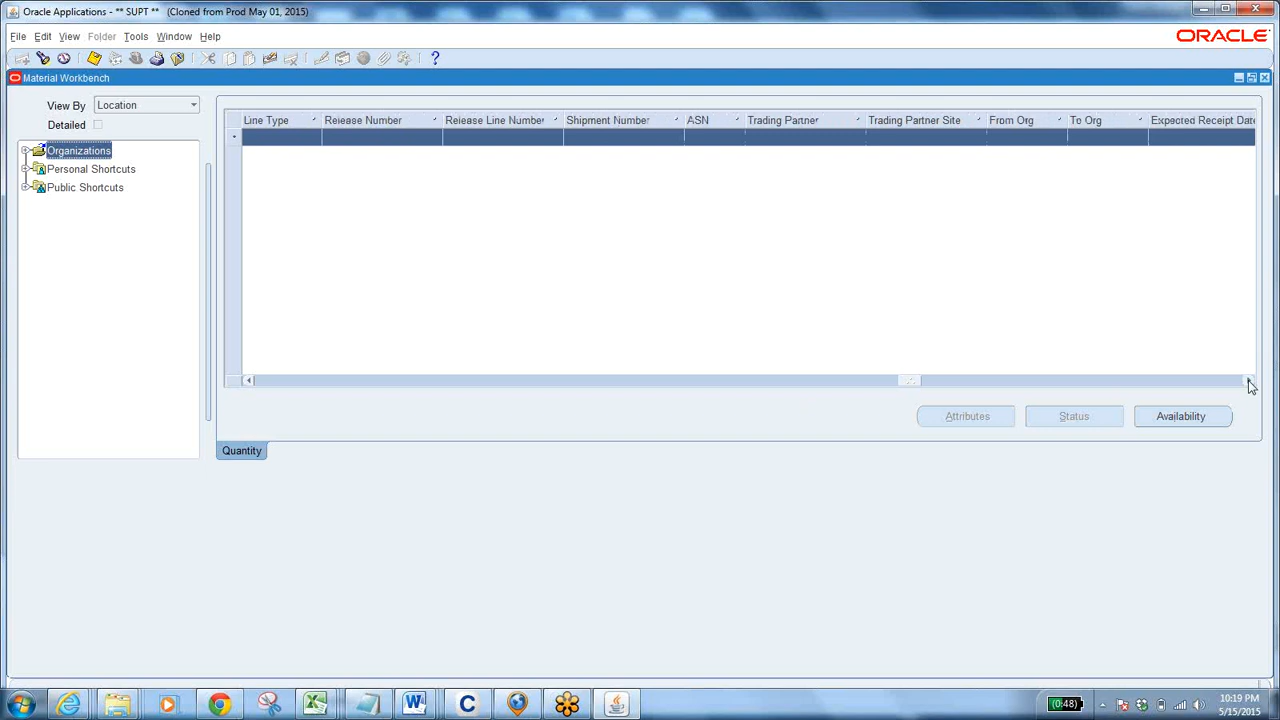 Oracle Applications - ** SUPT ** (Cloned from Prod May 01, 2015)
File Edit View Folder Tools Window Help
ORACLE
Material Workbench
View By Location
Detailed
Organizations
Personal Shortcuts
Public Shortcuts
Line Type Release Number Release Line Number Shipment Number ASN Trading Partner Trading Partner Site From Org To Org Expected Receipt Date
Attributes Status Availability
Quantity
(0:48)
10:19 PM
5/15/2015